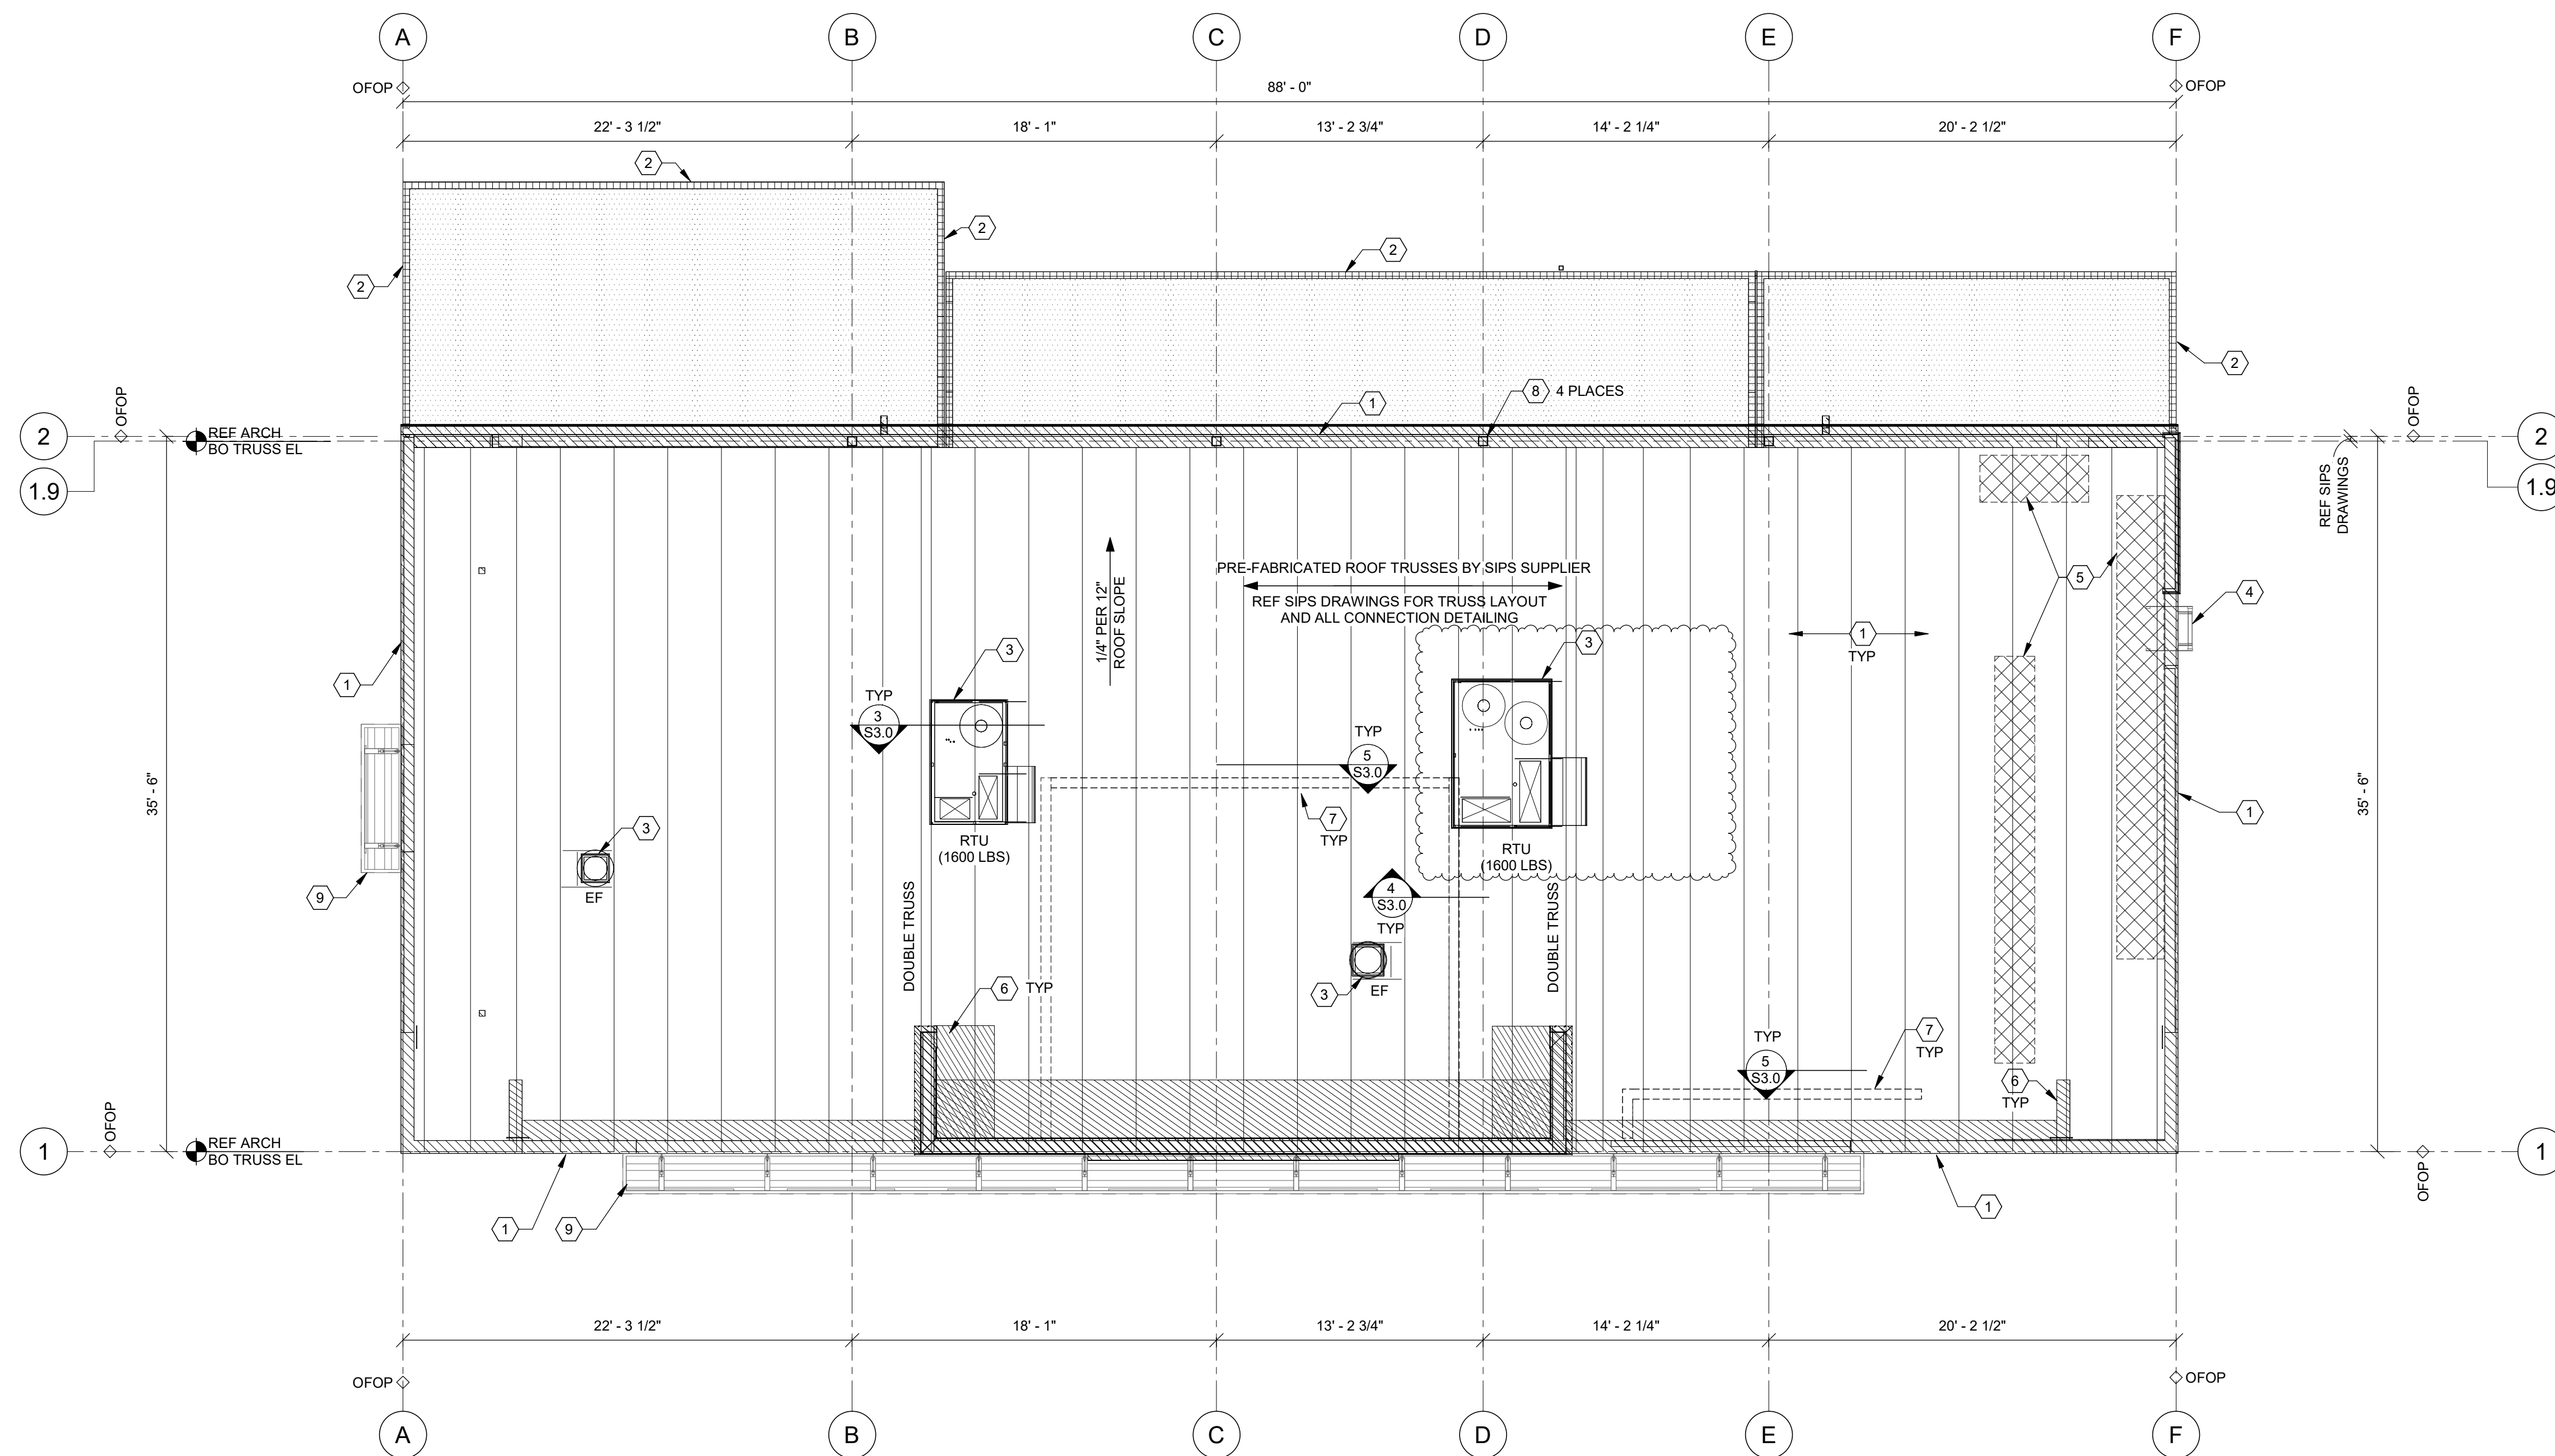 A B C D E F
OFOP OFOP
88' - 0"
22' - 3 1/2" 18' - 1" 13' - 2 3/4" 14' - 2 1/4" 20' - 2 1/2"
2
2
2
2
2
OFOP
8 4 PLACES
1
OFOP
2
REF ARCH
BO TRUSS EL
2
1.9
REF SIPS
DRAWINGS
1.9
1/4" PER 12"
ROOF SLOPE
PRE-FABRICATED ROOF TRUSSES BY SIPS SUPPLIER
REF SIPS DRAWINGS FOR TRUSS LAYOUT
AND ALL CONNECTION DETAILING
5
4
1
TYP
3
3
1
TYP
3
S3.0
TYP
5
S3.0
35' - 6"
35' - 6"
7
TYP
1
3
EF
RTU
(1600 LBS)
RTU
(1600 LBS)
9
DOUBLE TRUSS
4
S3.0
TYP
DOUBLE TRUSS
6 TYP
3
EF
TYP
5
S3.0
7
TYP
6
TYP
OFOP
1
REF ARCH
BO TRUSS EL
1
OFOP
1
9
1
22' - 3 1/2" 18' - 1" 13' - 2 3/4" 14' - 2 1/4" 20' - 2 1/2"
OFOP OFOP
A B C D E F